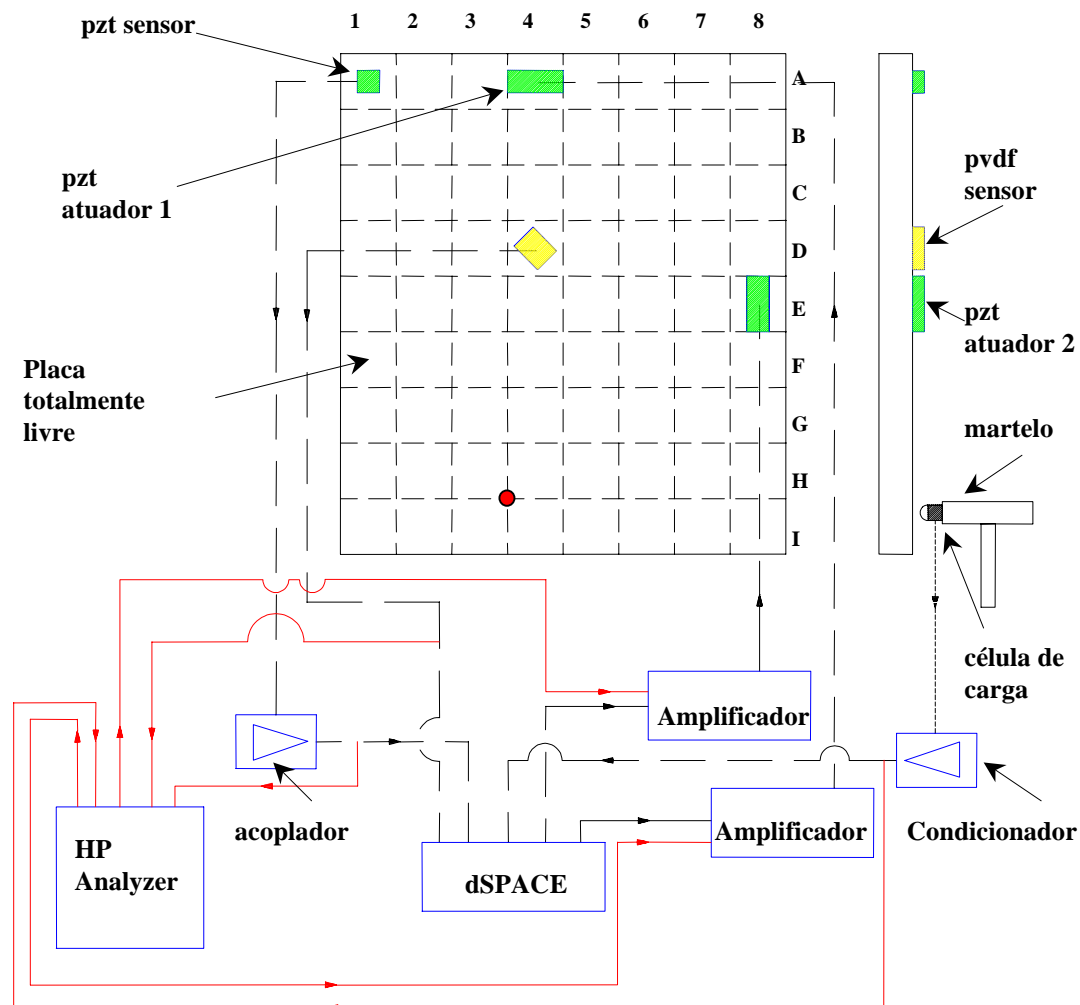 1 2 3 4 5 6 7 8
pzt sensor
A
B
pzt
atuador 1
C
pvdf
sensor
D
E
pzt
atuador 2
F
Placa
totalmente
livre
G
martelo
H
I
célula de
carga
Amplificador
acoplador
Amplificador
Condicionador
HP
Analyzer
dSPACE